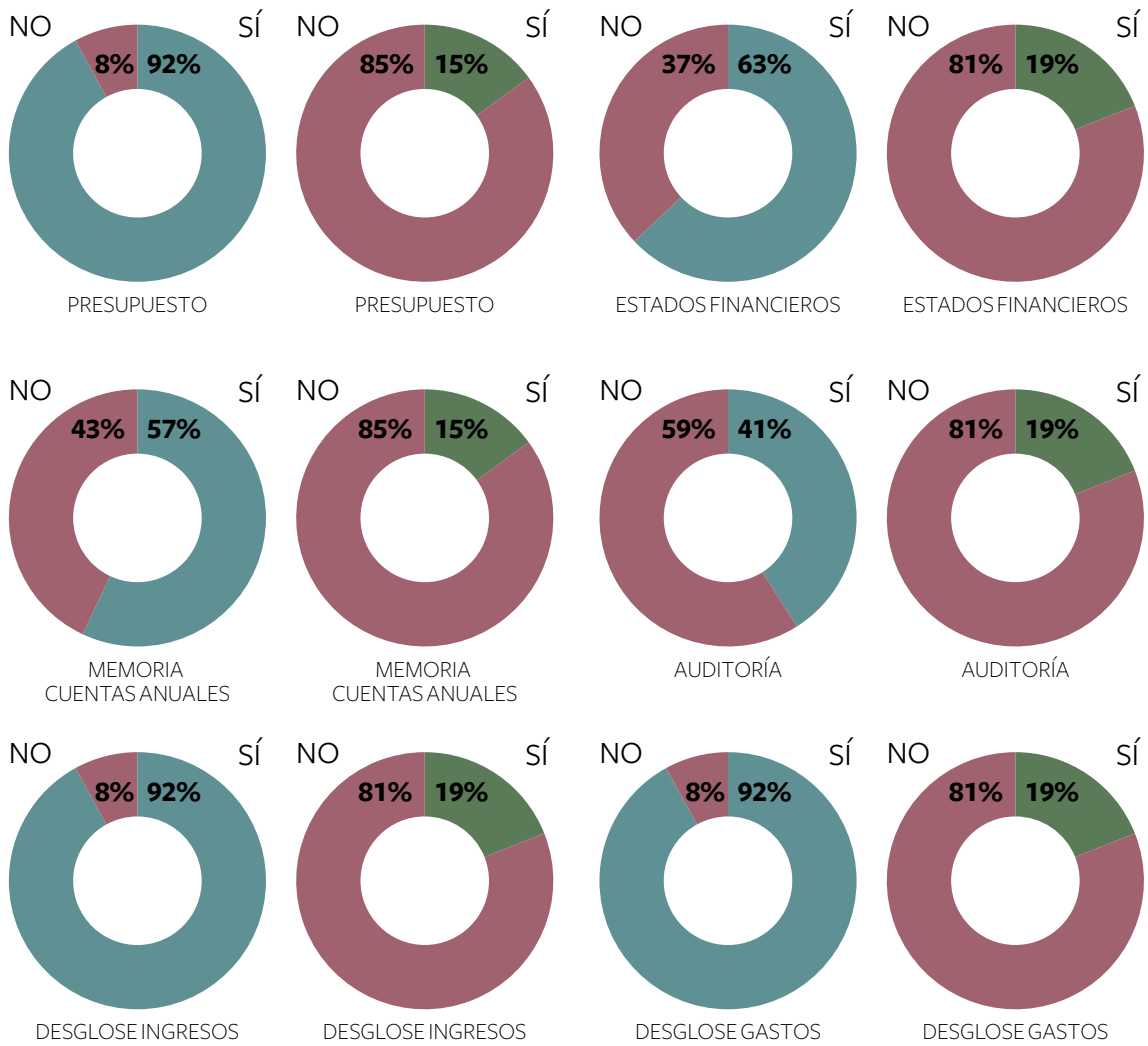 NO SÍ NO SÍ NO SÍ NO SÍ
8% 92% 85% 15% 37% 63% 81% 19%
PRESUPUESTO PRESUPUESTO ESTADOS FINANCIEROS ESTADOS FINANCIEROS
NO SÍ NO SÍ NO SÍ NO SÍ
43% 57% 85% 15% 59% 41% 81% 19%
MEMORIA MEMORIA AUDITORÍA AUDITORÍA
CUENTAS ANUALES CUENTAS ANUALES
NO SÍ NO SÍ NO SÍ NO SÍ
8% 92% 81% 19% 8% 92% 81% 19%
DESGLOSE INGRESOS DESGLOSE INGRESOS DESGLOSE GASTOS DESGLOSE GASTOS